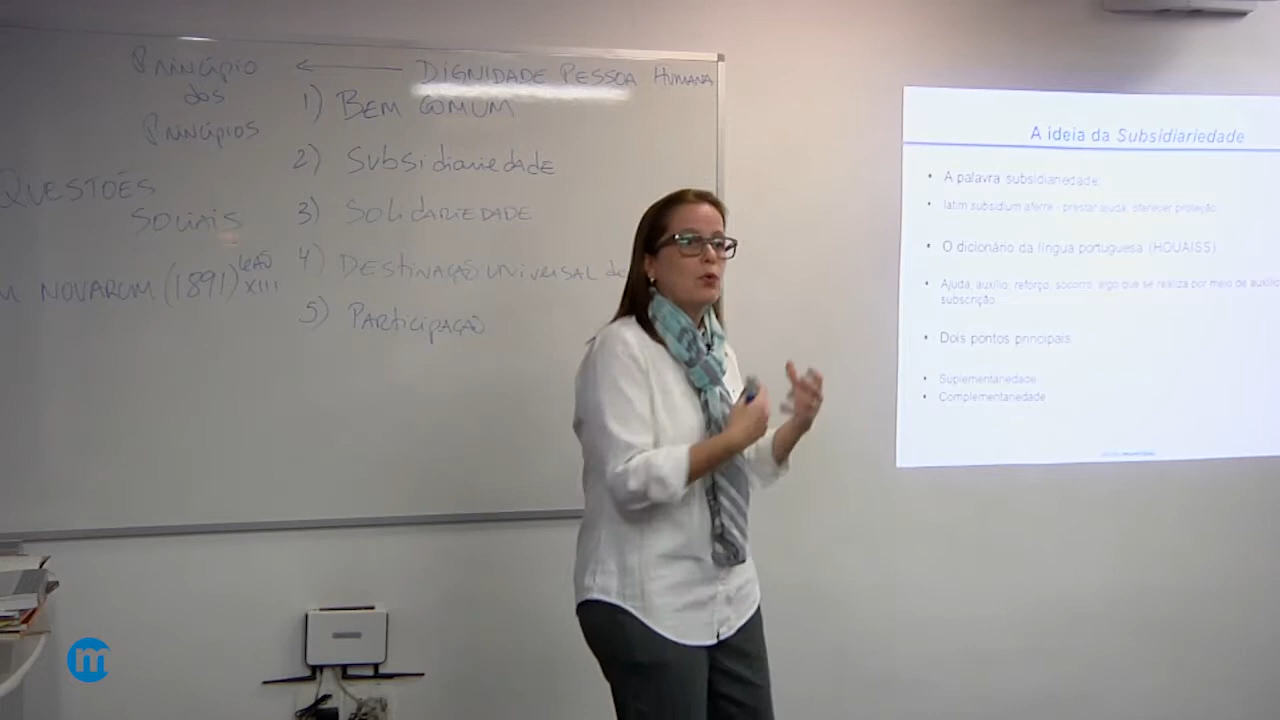 Princípio ← DIGNIDADE PESSOA HUMANA
dos
Princípios
1) BEM COMUM
2) Subsidiariedade
QUESTÕES
SOCIAIS
3) SOLIDARIEDADE
4) DESTINAÇÃO UNIVERSAL de
M NOVARUM (1891) LEÃO
XIII
5) PARTICIPAÇÃO
A ideia da Subsidiariedade
• A palavra subsidiariedade:
• latim subsidium aferre - prestar ajuda, oferecer proteção
• O dicionário da língua portuguesa (HOUAISS)
• Ajuda, auxílio, reforço, socorro, algo que se realiza por meio de auxílio
subscrição
• Dois pontos principais:
• Suplementariedade
• Complementariedade
m